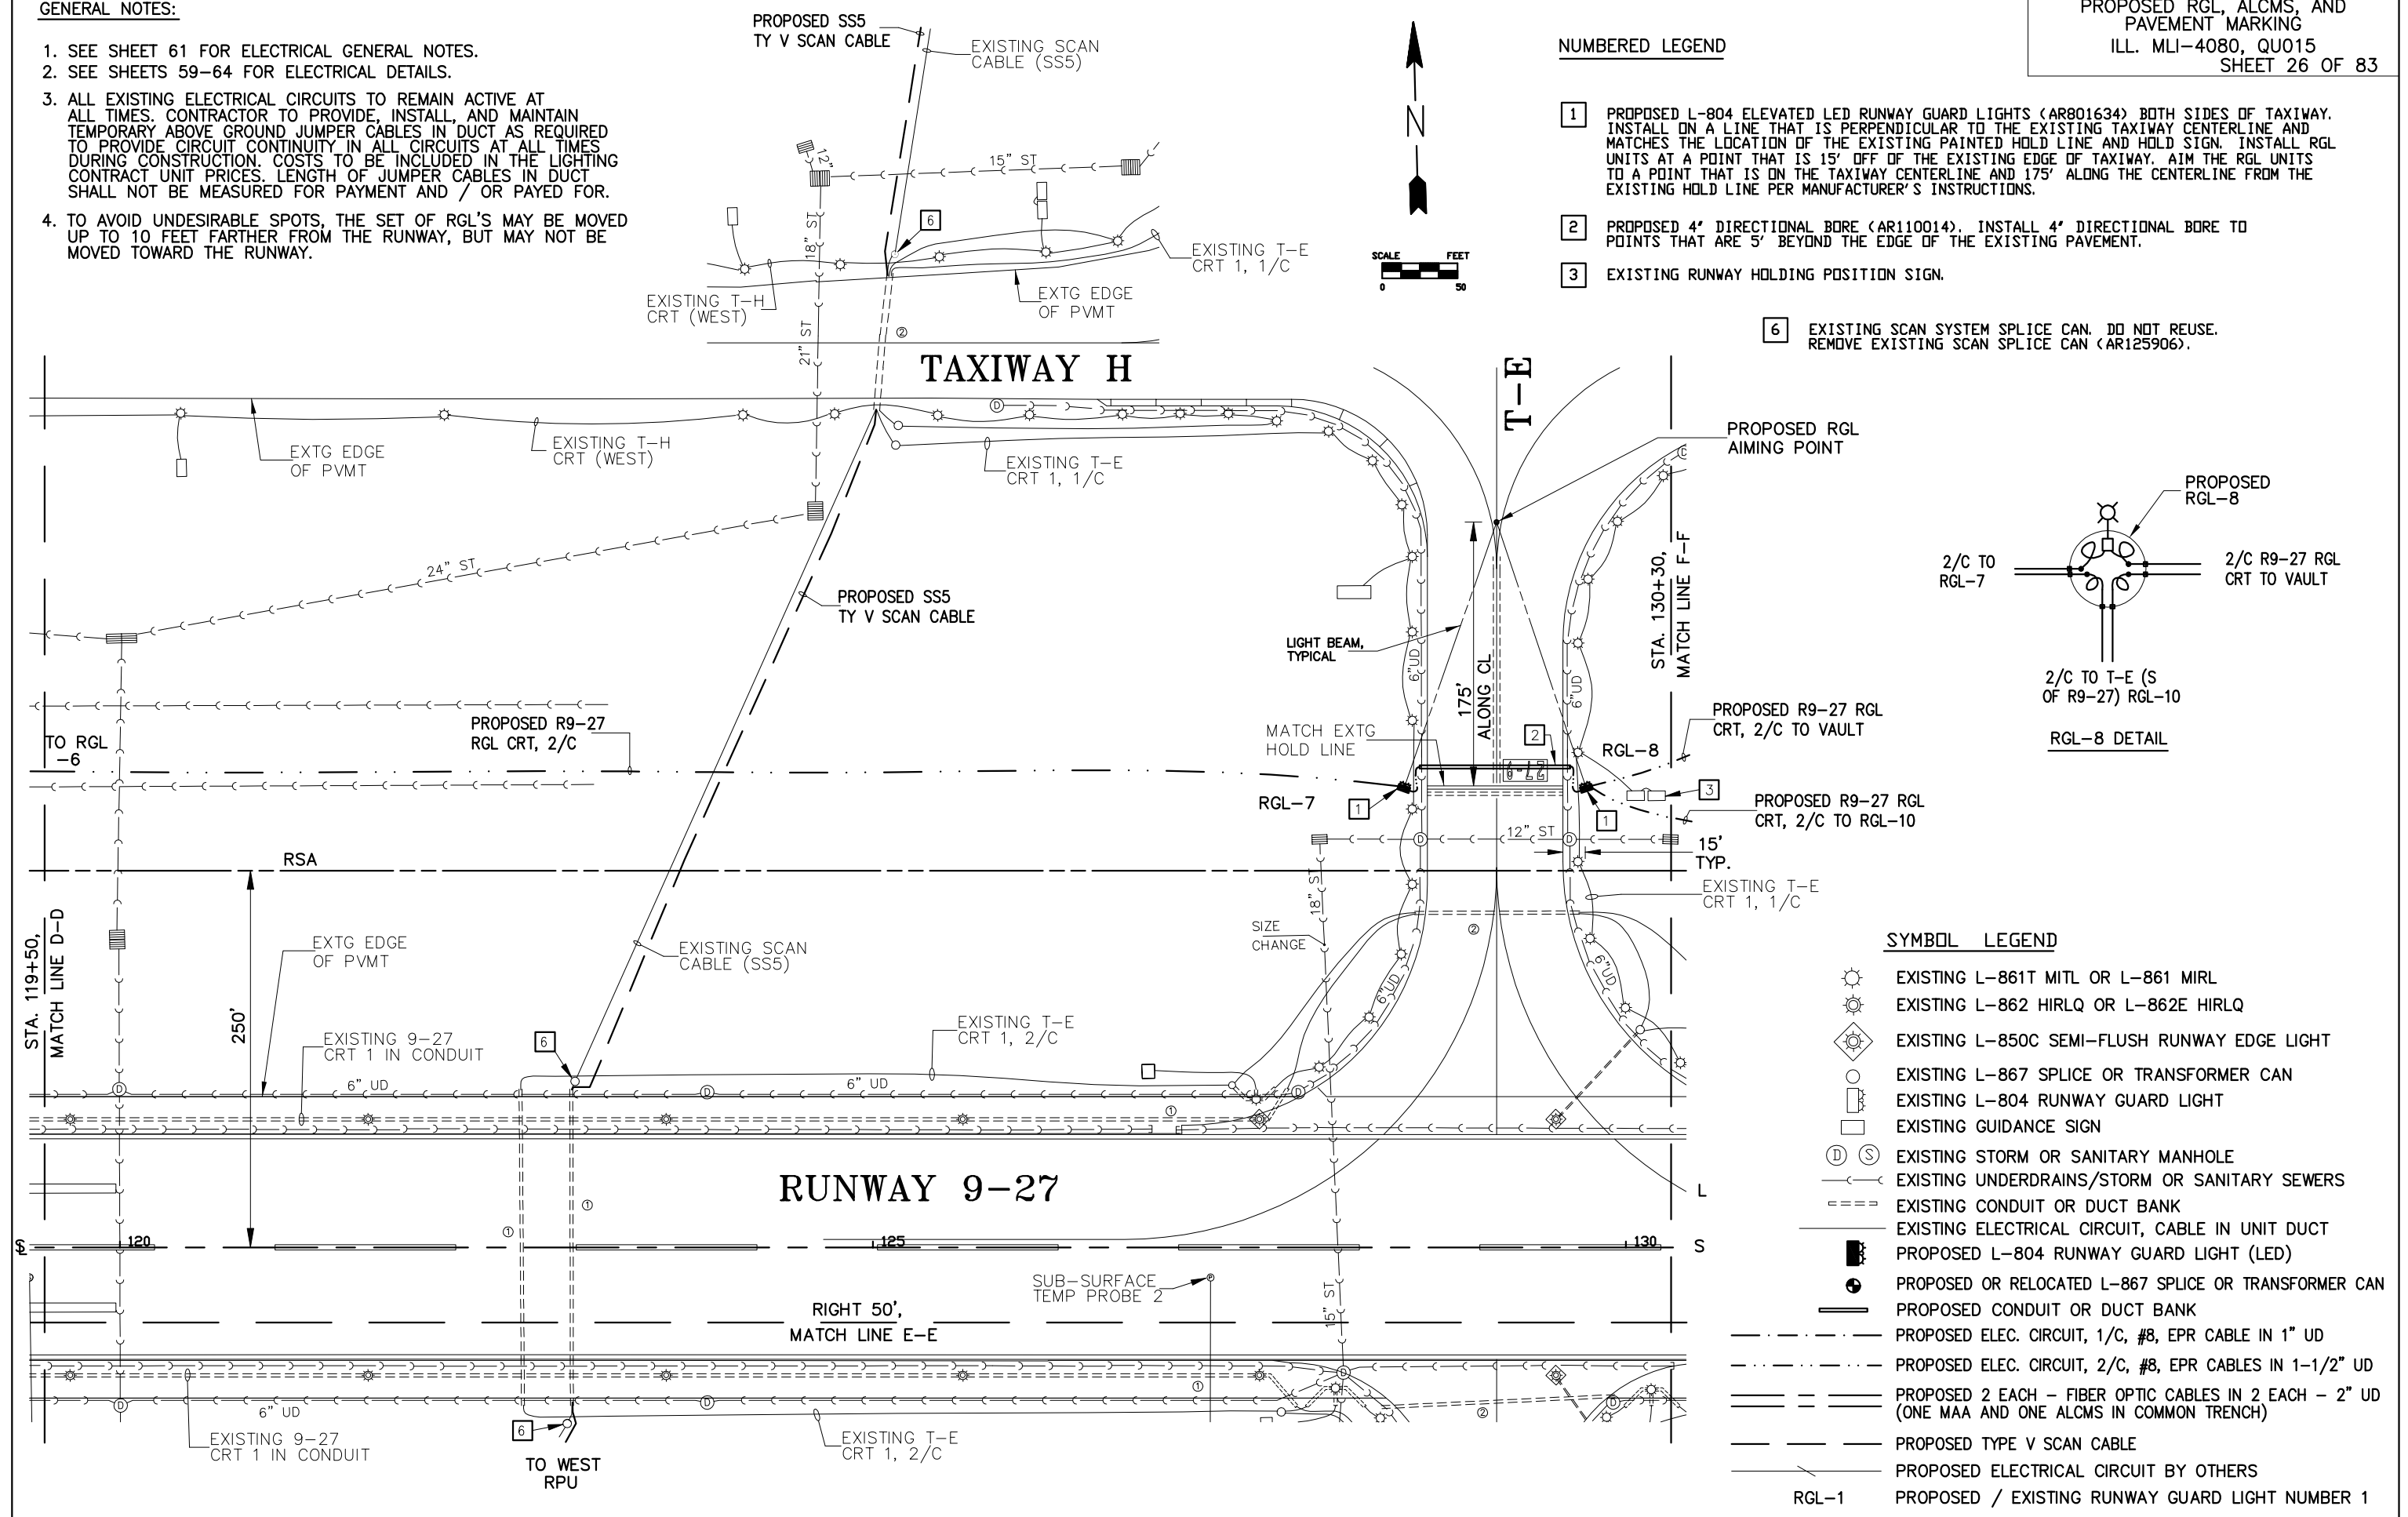 GENERAL NOTES:
1. SEE SHEET 61 FOR ELECTRICAL GENERAL NOTES.
2. SEE SHEETS 59-64 FOR ELECTRICAL DETAILS.
3. ALL EXISTING ELECTRICAL CIRCUITS TO REMAIN ACTIVE AT
ALL TIMES. CONTRACTOR TO PROVIDE, INSTALL, AND MAINTAIN
TEMPORARY ABOVE GROUND JUMPER CABLES IN DUCT AS REQUIRED
TO PROVIDE CIRCUIT CONTINUITY IN ALL CIRCUITS AT ALL TIMES
DURING CONSTRUCTION. COSTS TO BE INCLUDED IN THE LIGHTING
CONTRACT UNIT PRICES. LENGTH OF JUMPER CABLES IN DUCT
SHALL NOT BE MEASURED FOR PAYMENT AND / OR PAYED FOR.
4. TO AVOID UNDESIRABLE SPOTS, THE SET OF RGL'S MAY BE MOVED
UP TO 10 FEET FARTHER FROM THE RUNWAY, BUT MAY NOT BE
MOVED TOWARD THE RUNWAY.
PROPOSED SS5
TY V SCAN CABLE
EXISTING SCAN
CABLE (SS5)
12"
15" ST
18" ST
21" ST
6
EXISTING T-E
CRT 1, 1/C
EXISTING T-H
CRT (WEST)
EXTG EDGE
OF PVMT
2
N
SCALE FEET
0 50
NUMBERED LEGEND
PROPOSED RGL, ALCMS, AND
PAVEMENT MARKING
ILL. MLI-4080, QU015
SHEET 26 OF 83
1 PROPOSED L-804 ELEVATED LED RUNWAY GUARD LIGHTS (AR801634) BOTH SIDES OF TAXIWAY.
INSTALL ON A LINE THAT IS PERPENDICULAR TO THE EXISTING TAXIWAY CENTERLINE AND
MATCHES THE LOCATION OF THE EXISTING PAINTED HOLD LINE AND HOLD SIGN. INSTALL RGL
UNITS AT A POINT THAT IS 15' OFF OF THE EXISTING EDGE OF TAXIWAY. AIM THE RGL UNITS
TO A POINT THAT IS ON THE TAXIWAY CENTERLINE AND 175' ALONG THE CENTERLINE FROM THE
EXISTING HOLD LINE PER MANUFACTURER'S INSTRUCTIONS.
2 PROPOSED 4" DIRECTIONAL BORE (AR110014). INSTALL 4" DIRECTIONAL BORE TO
POINTS THAT ARE 5' BEYOND THE EDGE OF THE EXISTING PAVEMENT.
3 EXISTING RUNWAY HOLDING POSITION SIGN.
6 EXISTING SCAN SYSTEM SPLICE CAN. DO NOT REUSE.
REMOVE EXISTING SCAN SPLICE CAN (AR125906).
TAXIWAY H
T-E
EXTG EDGE
OF PVMT
EXISTING T-H
CRT (WEST)
EXISTING T-E
CRT 1, 1/C
D
D
PROPOSED RGL
AIMING POINT
24" ST
PROPOSED SS5
TY V SCAN CABLE
LIGHT BEAM,
TYPICAL
6"UD
175'
ALONG CL
6"UD
STA. 130+30,
MATCH LINE F-F
PROPOSED
RGL-8
2/C TO
RGL-7
2/C R9-27 RGL
CRT TO VAULT
2/C TO T-E (S
OF R9-27) RGL-10
RGL-8 DETAIL
TO RGL
-6
PROPOSED R9-27
RGL CRT, 2/C
MATCH EXTG
HOLD LINE
2
RGL-8
27-9
PROPOSED R9-27 RGL
CRT, 2/C TO VAULT
RGL-7
1
1
3
PROPOSED R9-27 RGL
CRT, 2/C TO RGL-10
12" ST
D
D
15'
TYP.
RSA
18" ST
EXISTING T-E
CRT 1, 1/C
STA. 119+50,
MATCH LINE D-D
250'
EXTG EDGE
OF PVMT
EXISTING SCAN
CABLE (SS5)
SIZE
CHANGE
2
6"UD
6"UD
EXISTING 9-27
CRT 1 IN CONDUIT
6
EXISTING T-E
CRT 1, 2/C
D
6" UD
D
6" UD
D
1
RUNWAY 9-27
1
1
L
120
125
130
S
SUB-SURFACE
TEMP PROBE 2
15" ST
RIGHT 50',
MATCH LINE E-E
1
D
D
6" UD
D
D
2
EXISTING 9-27
CRT 1 IN CONDUIT
6
TO WEST
RPU
EXISTING T-E
CRT 1, 2/C
SYMBOL LEGEND
EXISTING L-861T MITL OR L-861 MIRL
EXISTING L-862 HIRLQ OR L-862E HIRLQ
EXISTING L-850C SEMI-FLUSH RUNWAY EDGE LIGHT
EXISTING L-867 SPLICE OR TRANSFORMER CAN
EXISTING L-804 RUNWAY GUARD LIGHT
EXISTING GUIDANCE SIGN
D S EXISTING STORM OR SANITARY MANHOLE
EXISTING UNDERDRAINS/STORM OR SANITARY SEWERS
EXISTING CONDUIT OR DUCT BANK
EXISTING ELECTRICAL CIRCUIT, CABLE IN UNIT DUCT
PROPOSED L-804 RUNWAY GUARD LIGHT (LED)
PROPOSED OR RELOCATED L-867 SPLICE OR TRANSFORMER CAN
PROPOSED CONDUIT OR DUCT BANK
PROPOSED ELEC. CIRCUIT, 1/C, #8, EPR CABLE IN 1" UD
PROPOSED ELEC. CIRCUIT, 2/C, #8, EPR CABLES IN 1-1/2" UD
PROPOSED 2 EACH - FIBER OPTIC CABLES IN 2 EACH - 2" UD
(ONE MAA AND ONE ALCMS IN COMMON TRENCH)
PROPOSED TYPE V SCAN CABLE
PROPOSED ELECTRICAL CIRCUIT BY OTHERS
RGL-1 PROPOSED / EXISTING RUNWAY GUARD LIGHT NUMBER 1